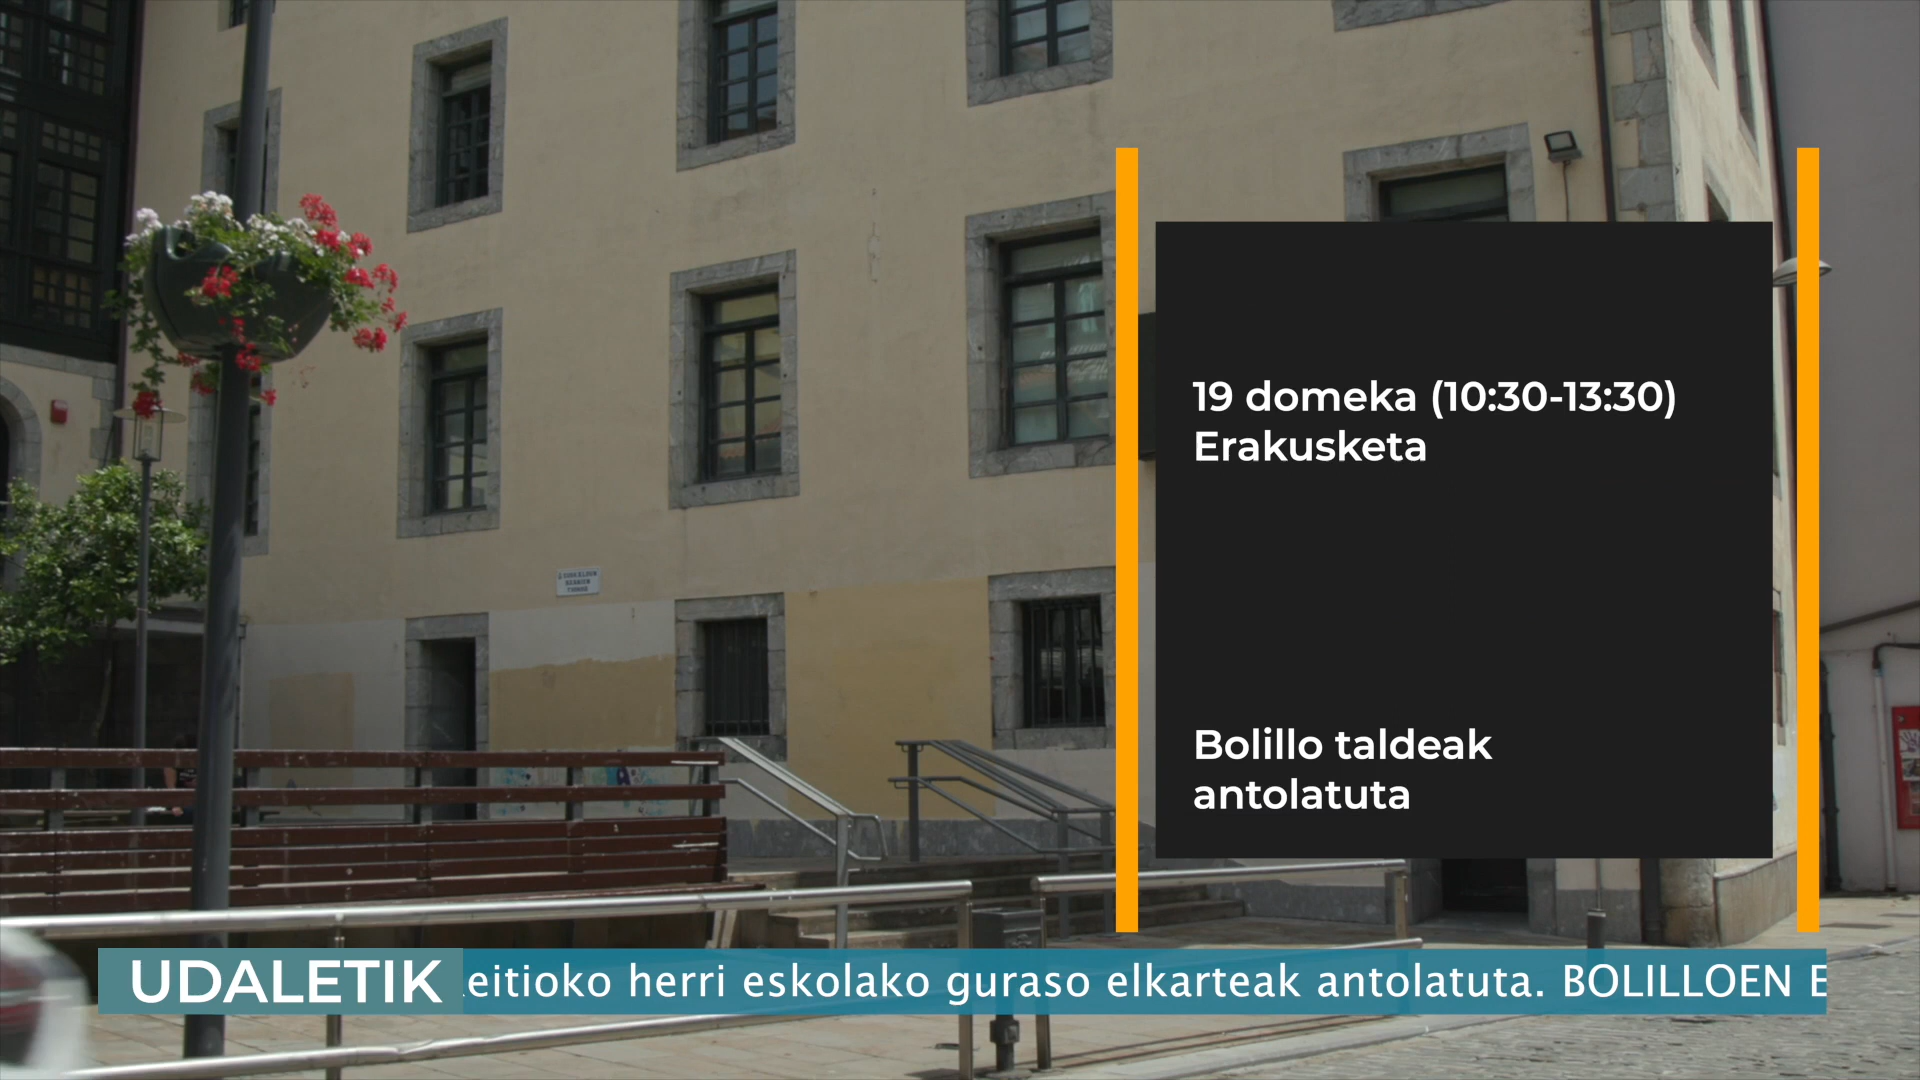 19 domeka (10:30-13:30)
Erakusketa
Bolillo taldeak
antolatuta
UDALETIK
eitioko herri eskolako guraso elkarteak antolatuta. BOLILLOEN E